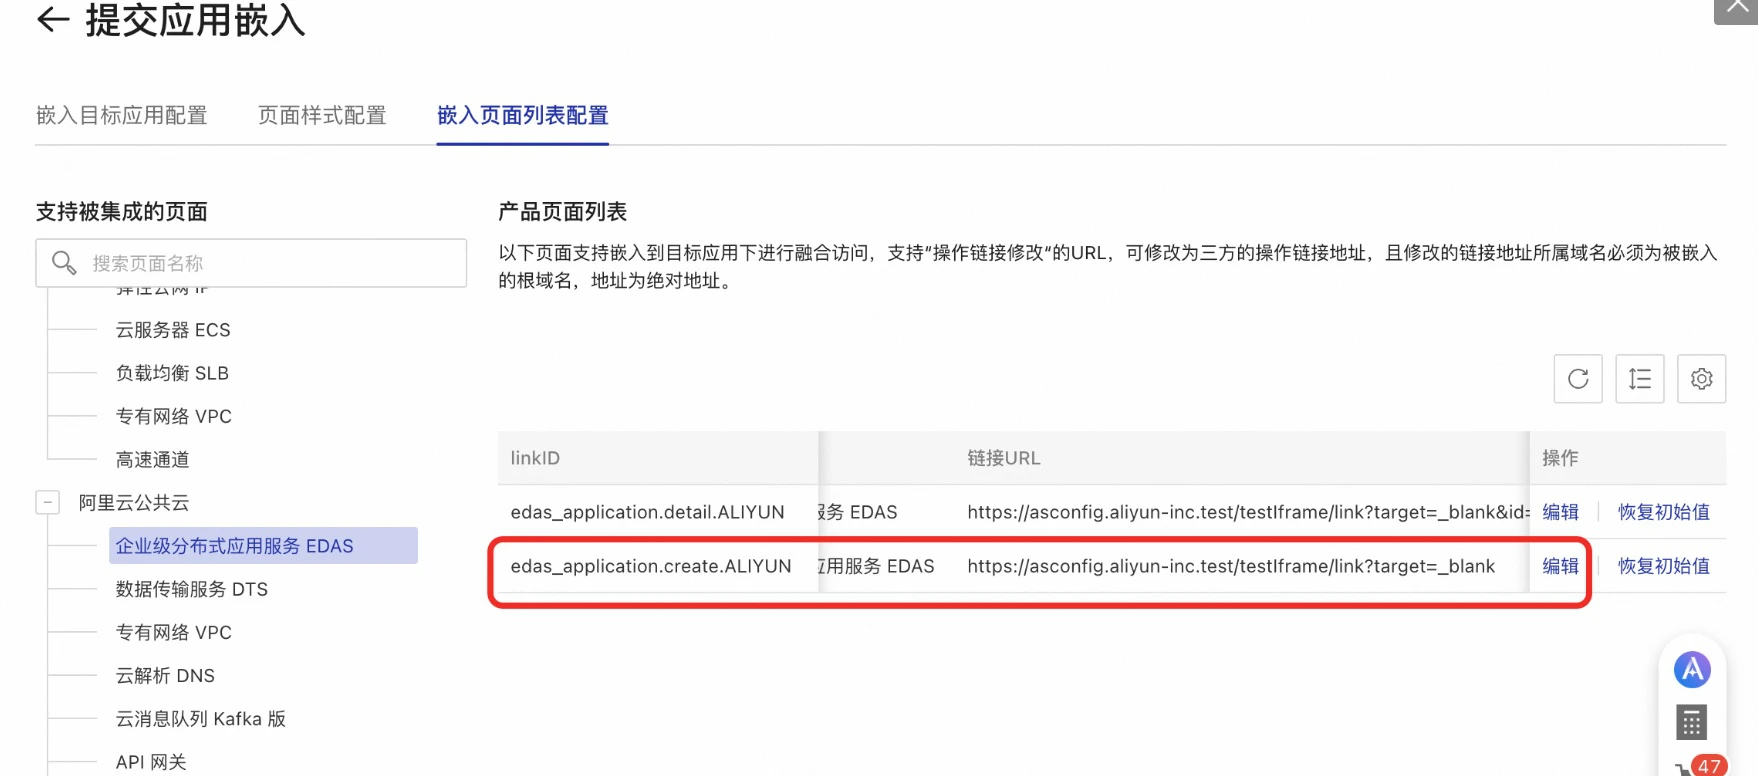 提交应用嵌入
嵌入目标应用配置 页面样式配置 嵌入页面列表配置
支持被集成的页面
搜索页面名称
云服务器 ECS
负载均衡 SLB
专有网络 VPC
高速通道
阿里云公共云
企业级分布式应用服务 EDAS
数据传输服务 DTS
专有网络 VPC
云解析 DNS
云消息队列 Kafka 版
API 网关
产品页面列表
以下页面支持嵌入到目标应用下进行融合访问，支持“操作链接修改“的URL，可修改为三方的操作链接地址，且修改的链接地址所属域名必须为被嵌入
的根域名，地址为绝对地址。
linkID 链接URL 操作
edas_application.detail.ALIYUN 务 EDAS https://asconfig.aliyun-inc.test/testIframe/link?target=_blank&id= 编辑 恢复初始值
edas_application.create.ALIYUN 用服务 EDAS https://asconfig.aliyun-inc.test/testIframe/link?target=_blank 编辑 恢复初始值
47